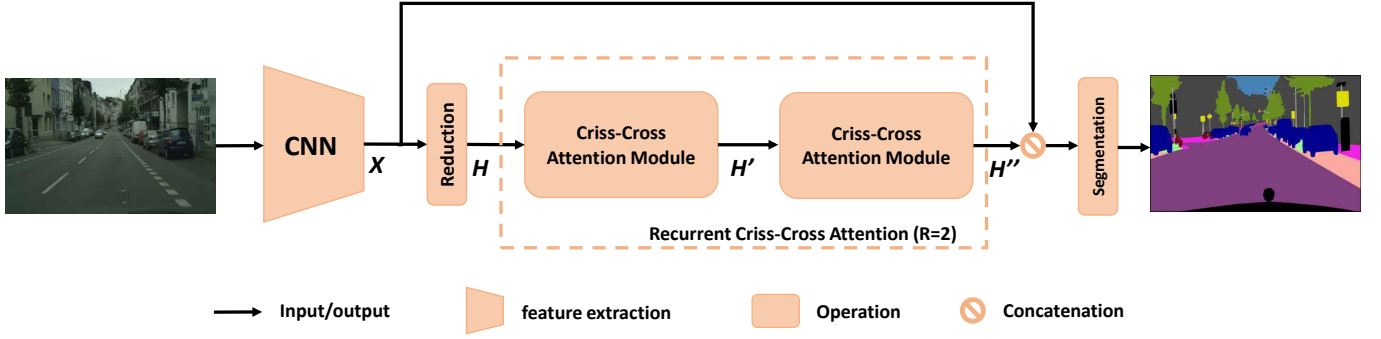 CNN
X
Reduction
H
Criss-Cross
Attention Module
H'
Criss-Cross
Attention Module
H''
Segmentation
Recurrent Criss-Cross Attention (R=2)
Input/output
feature extraction
Operation
Concatenation